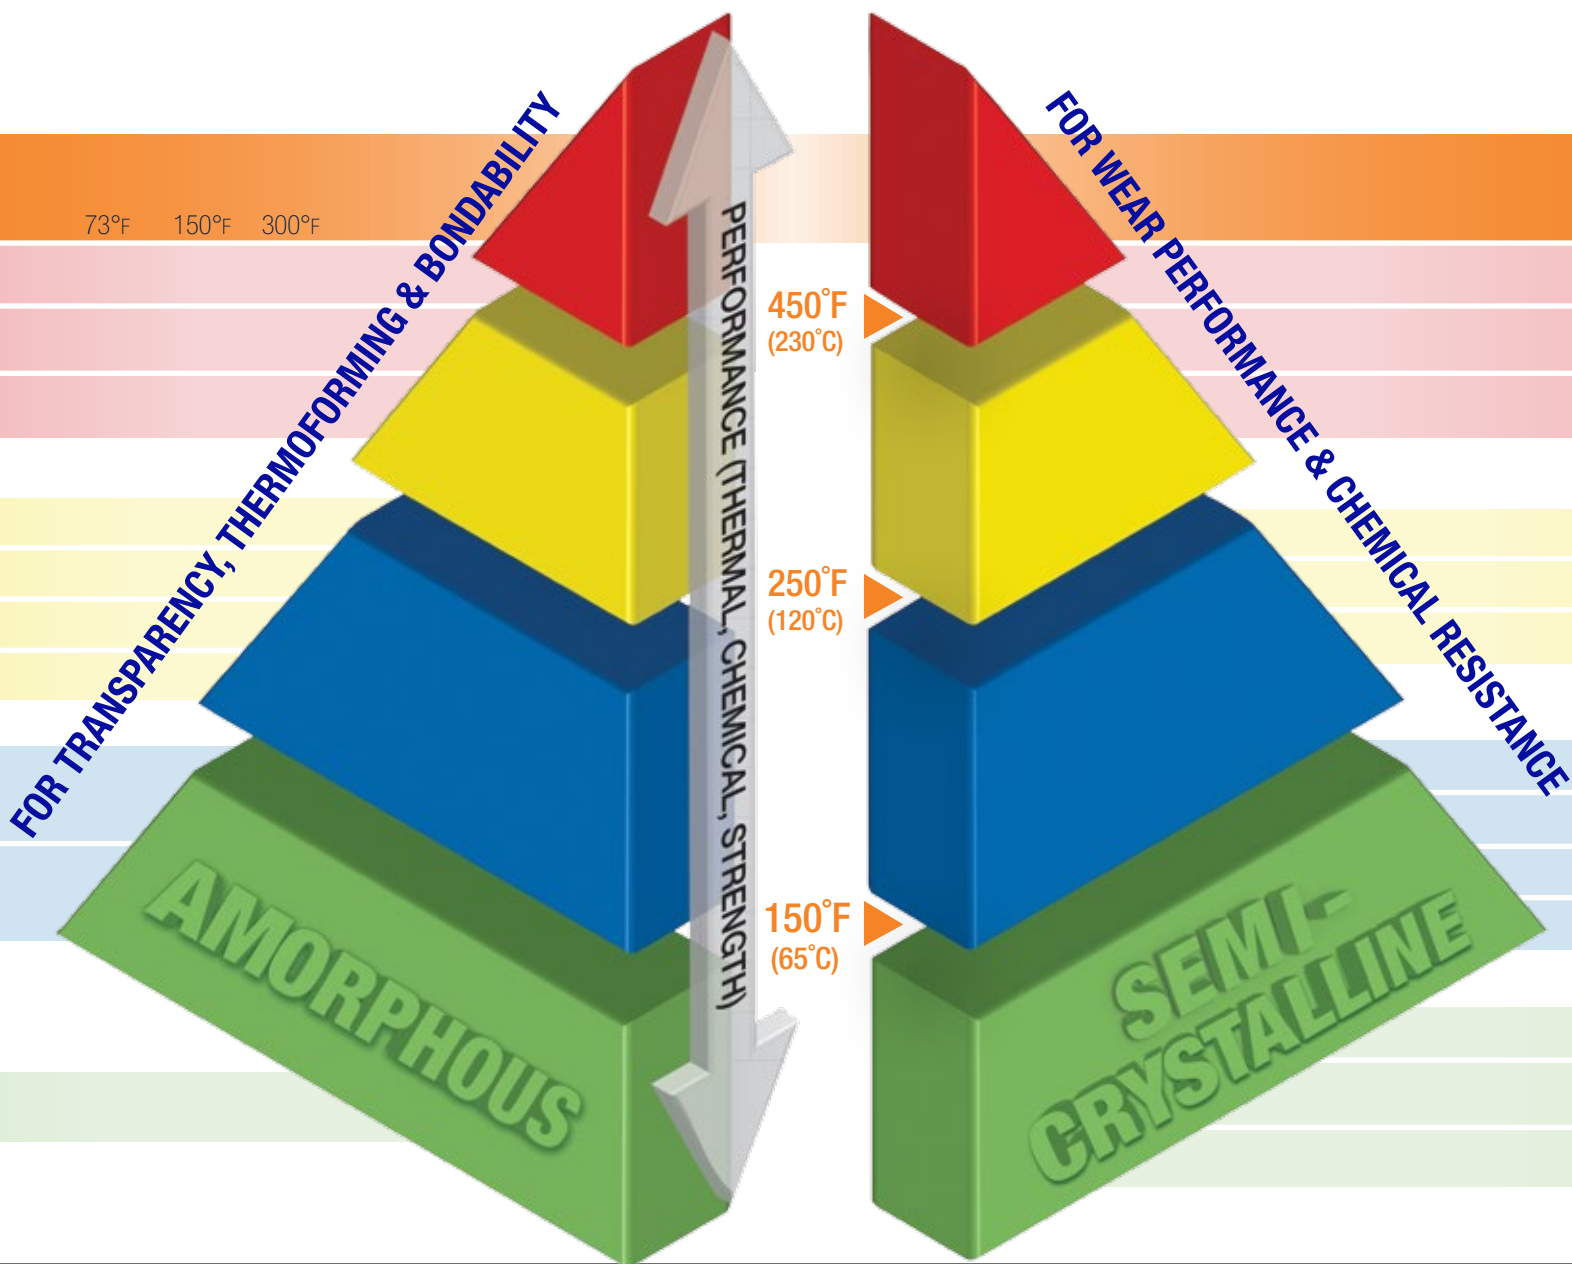 FOR TRANSPARENCY, THERMOFORMING & BONDABILITY
FOR WEAR PERFORMANCE & CHEMICAL RESISTANCE
73°F 150°F 300°F
PERFORMANCE (THERMAL, CHEMICAL, STRENGTH)
450°F
(230°C)
250°F
(120°C)
150°F
(65°C)
AMORPHOUS
SEMI-
CRYSTALLINE